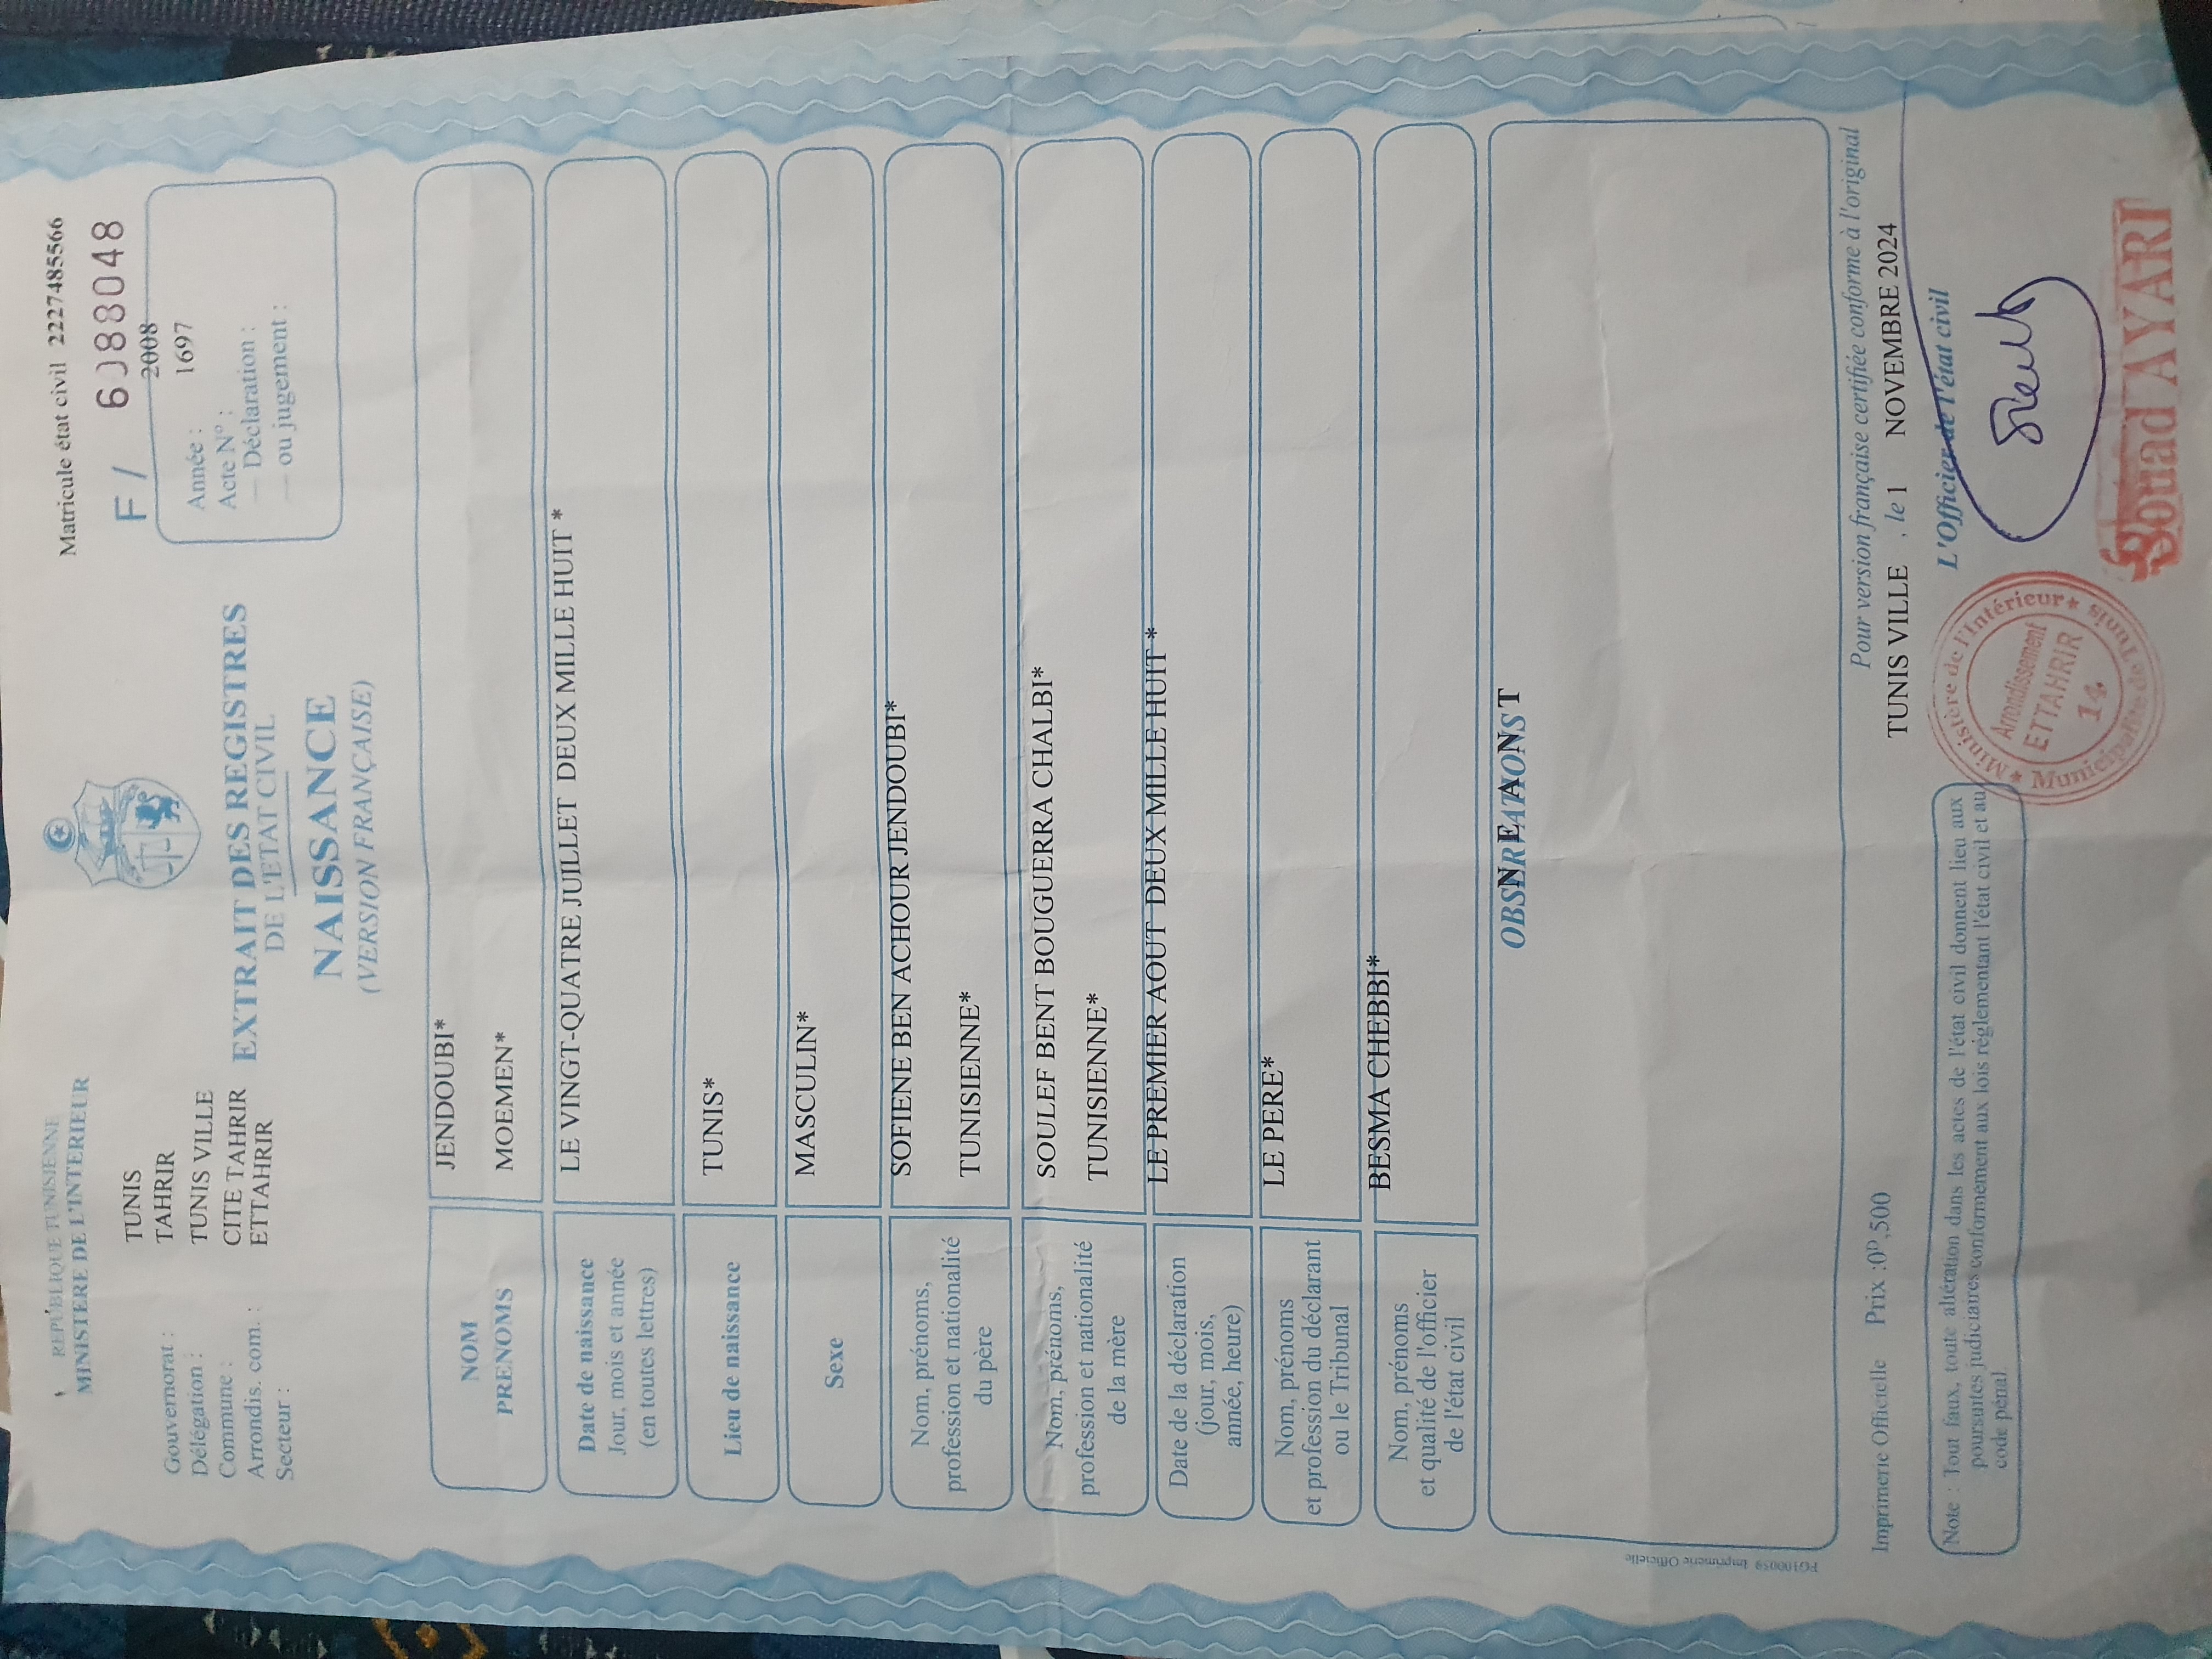 REPUBLIQUE TUNISIENNE
MINISTERE DE L'INTERIEUR
Matricule état civil 2227485566
F / 6088048
Gouvernorat : TUNIS
Délégation : TAHRIR
Commune : TUNIS VILLE
Arrondis. com. : CITE TAHRIR
Secteur : ETTAHRIR
EXTRAIT DES REGISTRES
DE L'ETAT CIVIL
NAISSANCE
(VERSION FRANÇAISE)
Année : 2008
Acte N° : 1697
— Déclaration :
— ou jugement :
NOM JENDOUBI*
PRENOMS MOEMEN*
Date de naissance
Jour, mois et année
(en toutes lettres)
LE VINGT-QUATRE JUILLET DEUX MILLE HUIT *
Lieu de naissance TUNIS*
Sexe MASCULIN*
Nom, prénoms,
profession et nationalité
du père
SOFIENE BEN ACHOUR JENDOUBI*
TUNISIENNE*
Nom, prénoms,
profession et nationalité
de la mère
SOULEF BENT BOUGUERRA CHALBI*
TUNISIENNE*
Date de la déclaration
(jour, mois,
année, heure)
LE PREMIER AOUT DEUX MILLE HUIT *
Nom, prénoms
et profession du déclarant
ou le Tribunal
LE PERE*
Nom, prénoms
et qualité de l'officier
de l'état civil
BESMA CHEBBI*
OBSERVATIONS
NEANT
Pour version française certifiée conforme à l'original
TUNIS VILLE , le 1 NOVEMBRE 2024
L'Officier de l'état civil
Imprimerie Officielle Prix :0ᴰ,500
Note : Tout faux, toute altération dans les actes de l'état civil donnent lieu aux
poursuites judiciaires conformément aux lois réglementant l'état civil et au
code pénal
Ministère de l'Intérieur
Municipalité de Tunis
Arrondissement
ETTAHRIR
14
Souad AYARI
PG100059 Imprimerie Officielle